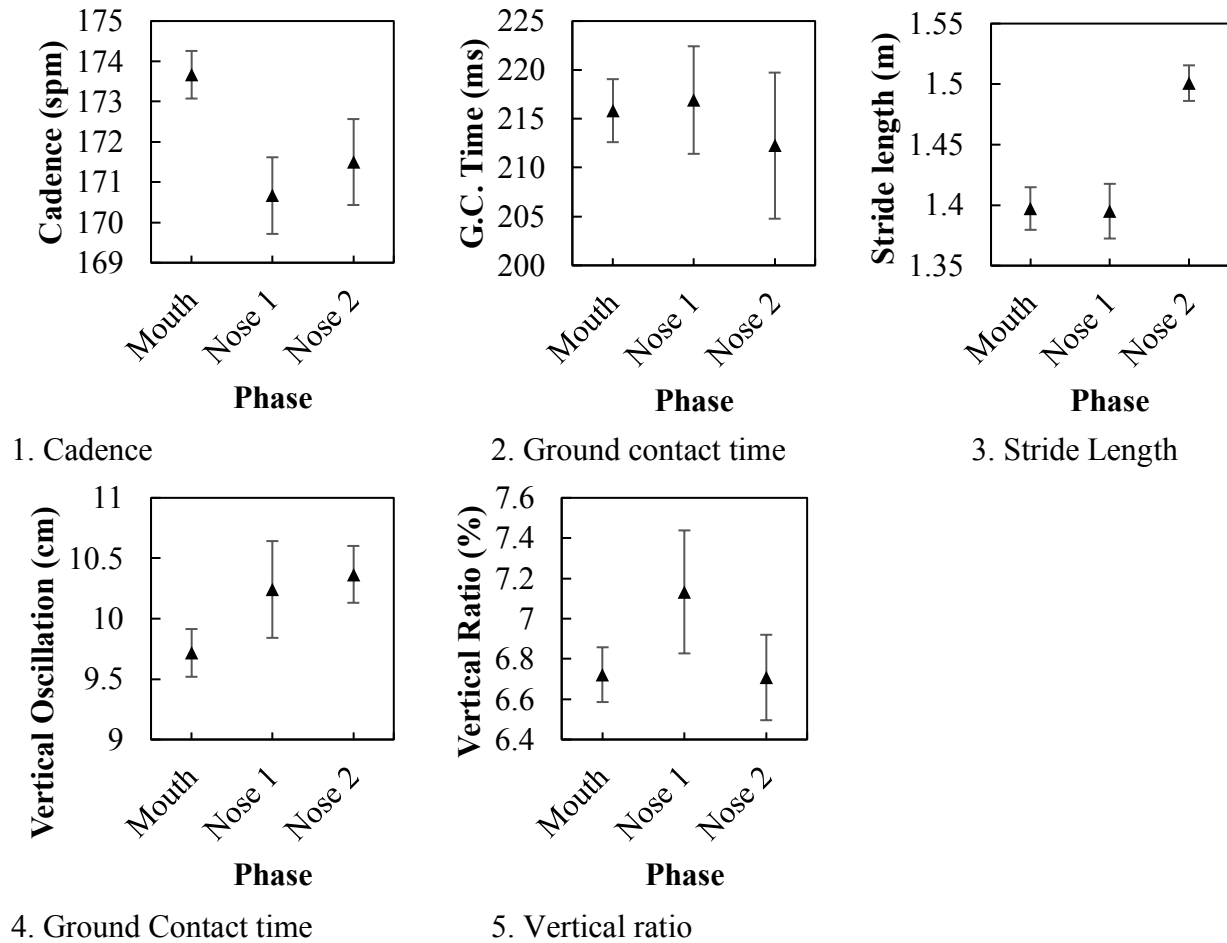 175
174
173
172
171
170
169
Cadence (spm)
Mouth
Nose 1
Nose 2
Phase
1. Cadence
225
220
215
210
205
200
G.C. Time (ms)
Mouth
Nose 1
Nose 2
Phase
2. Ground contact time
1.55
1.5
1.45
1.4
1.35
Stride length (m)
Mouth
Nose 1
Nose 2
Phase
3. Stride Length
11
10.5
10
9.5
9
Vertical Oscillation (cm)
Mouth
Nose 1
Nose 2
Phase
4. Ground Contact time
7.6
7.4
7.2
7
6.8
6.6
6.4
Vertical Ratio (%)
Mouth
Nose 1
Nose 2
Phase
5. Vertical ratio